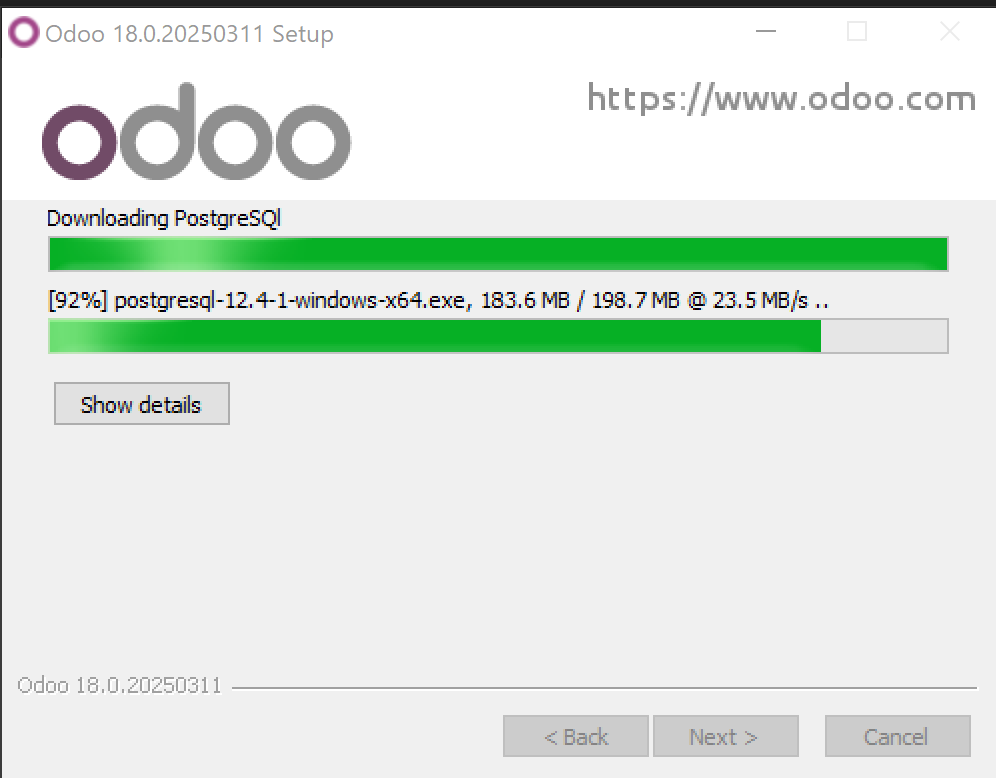 Odoo 18.0.20250311 Setup
odoo
https://www.odoo.com
Downloading PostgreSQl
[92%] postgresql-12.4-1-windows-x64.exe, 183.6 MB / 198.7 MB @ 23.5 MB/s ..
Show details
Odoo 18.0.20250311
< Back
Next >
Cancel